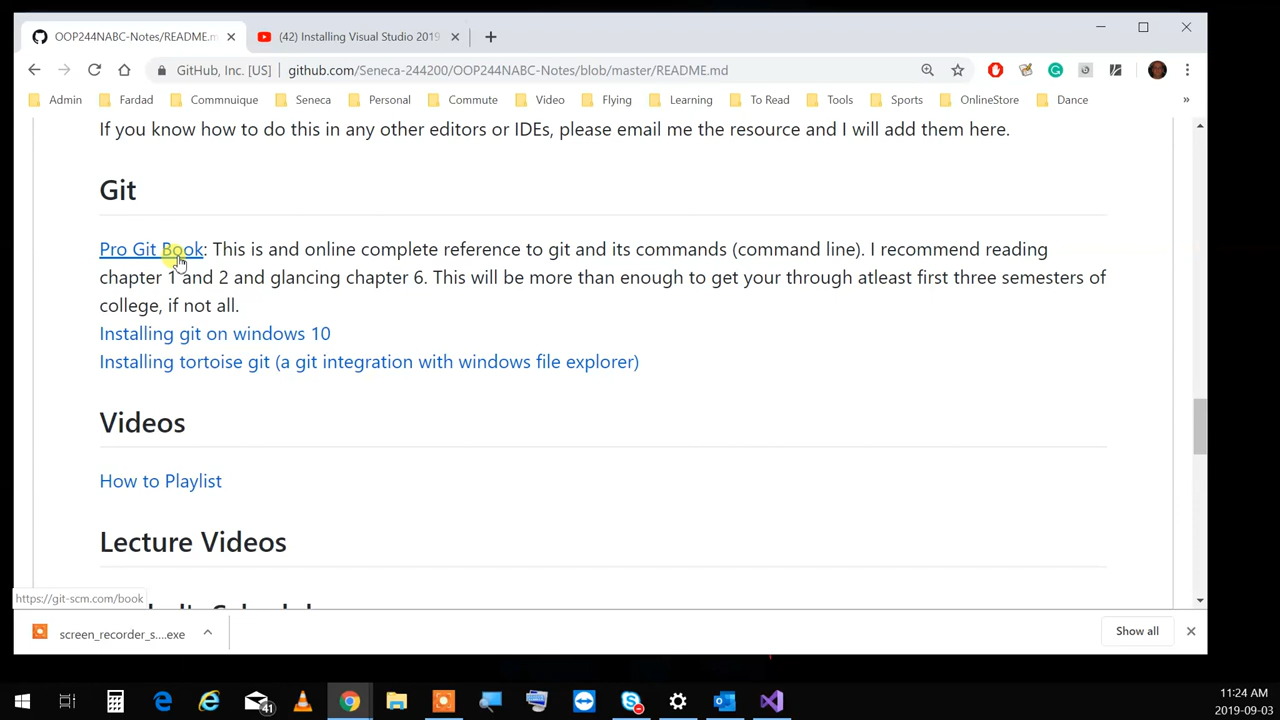 OOP244NABC-Notes/README.m
(42) Installing Visual Studio 2019
GitHub, Inc. [US]
github.com/Seneca-244200/OOP244NABC-Notes/blob/master/README.md
Admin
Fardad
Commnuique
Seneca
Personal
Commute
Video
Flying
Learning
To Read
Tools
Sports
OnlineStore
Dance
»
If you know how to do this in any other editors or IDEs, please email me the resource and I will add them here.
Git
Pro Git Book: This is and online complete reference to git and its commands (command line). I recommend reading
chapter 1 and 2 and glancing chapter 6. This will be more than enough to get your through atleast first three semesters of
college, if not all.
Installing git on windows 10
Installing tortoise git (a git integration with windows file explorer)
Videos
How to Playlist
Lecture Videos
https://git-scm.com/book
screen_recorder_s....exe
Show all
41
11:24 AM
2019-09-03